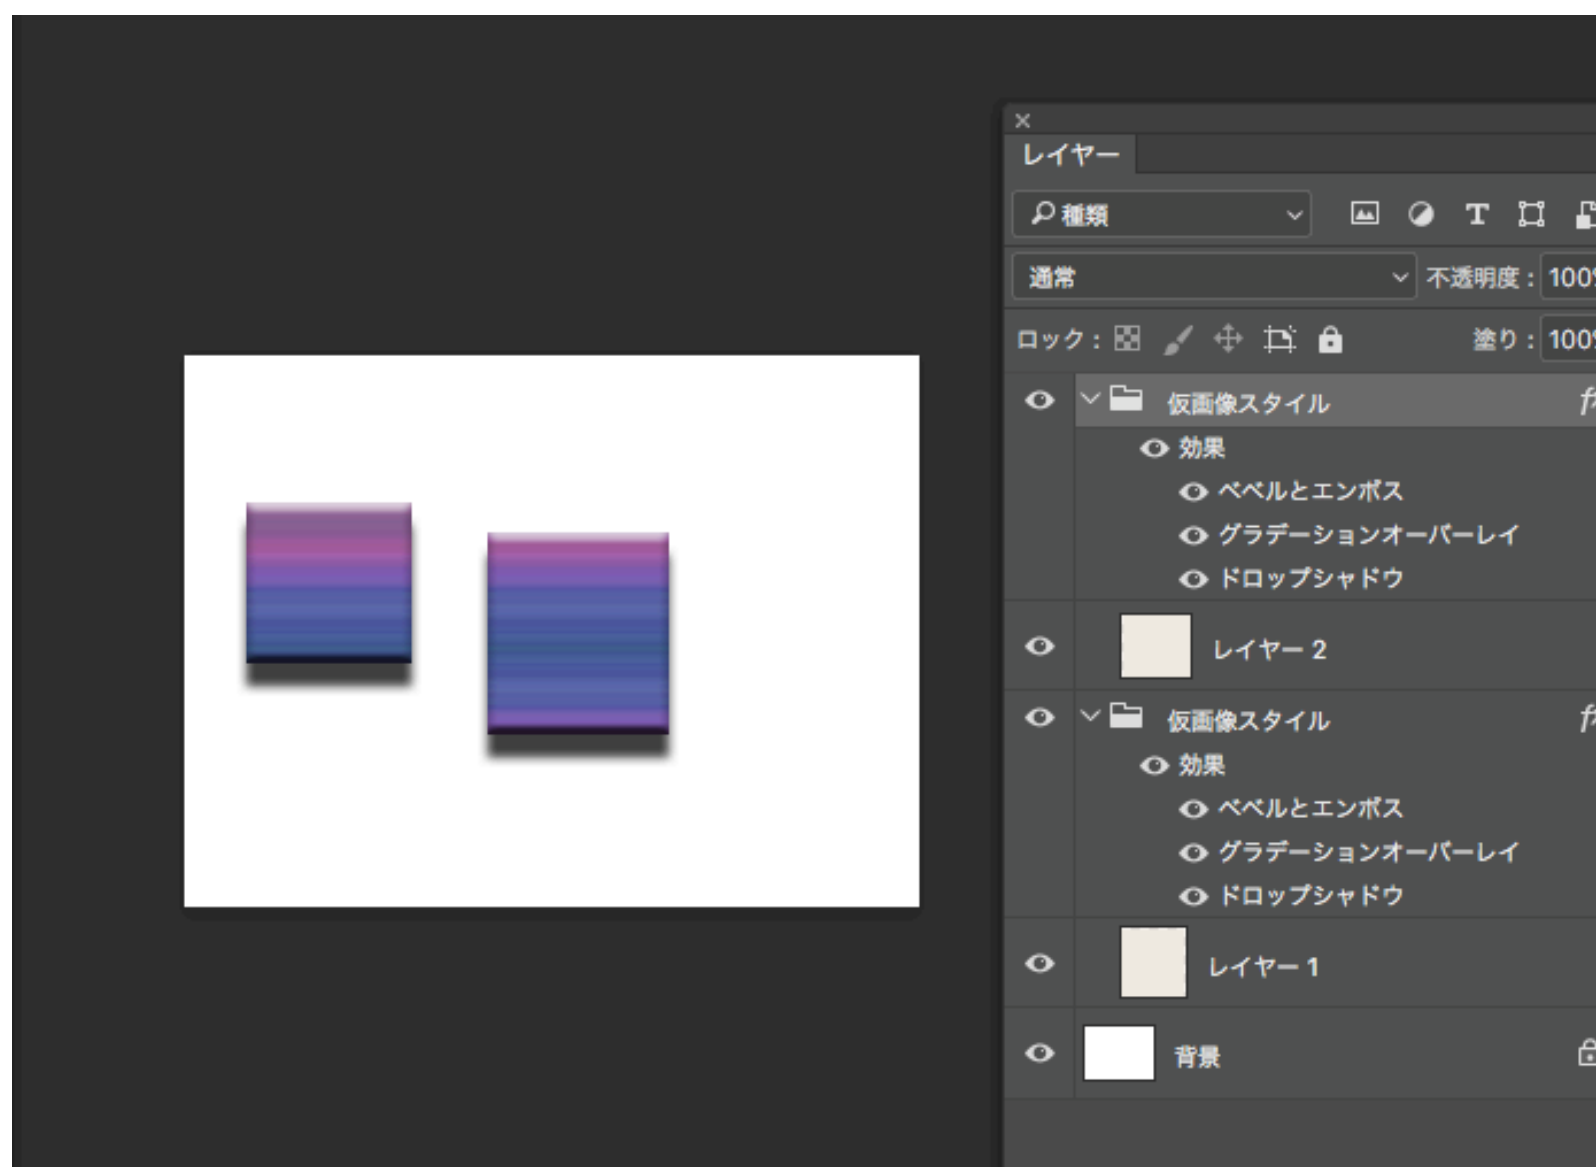 レイヤー
種類
通常 不透明度 : 100%
ロック : 塗り : 100%
仮画像スタイル fx
効果
ベベルとエンボス
グラデーションオーバーレイ
ドロップシャドウ
レイヤー 2
仮画像スタイル fx
効果
ベベルとエンボス
グラデーションオーバーレイ
ドロップシャドウ
レイヤー 1
背景